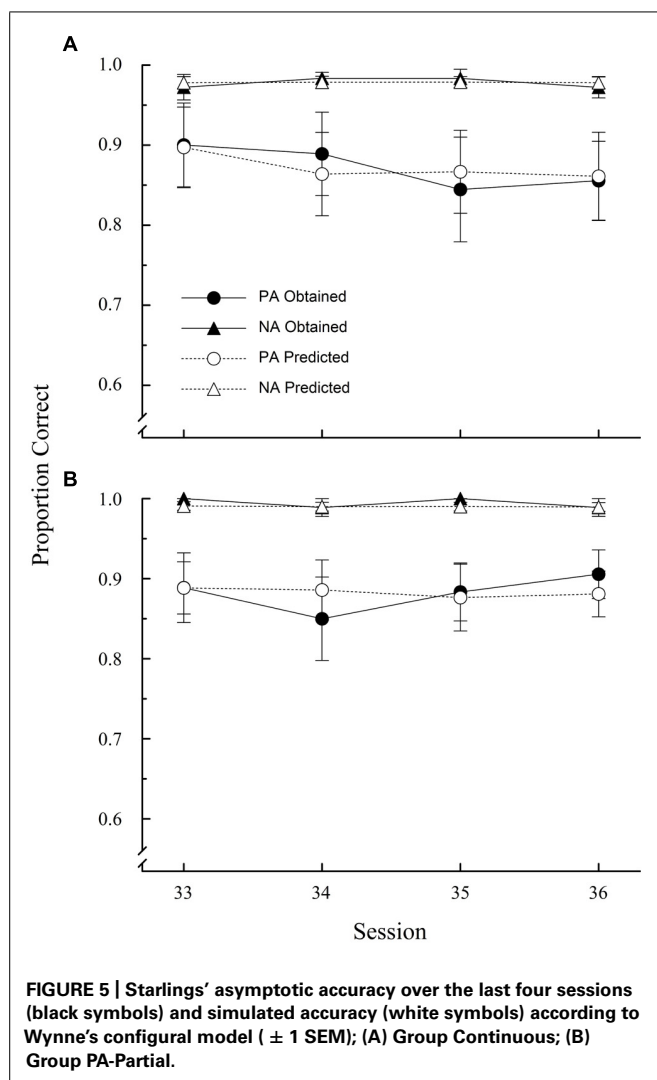 A
1.0
0.9
0.8
0.7
0.6
PA Obtained
NA Obtained
PA Predicted
NA Predicted
Proportion Correct
B
1.0
0.9
0.8
0.7
0.6
33 34 35 36
Session
FIGURE 5 | Starlings’ asymptotic accuracy over the last four sessions
(black symbols) and simulated accuracy (white symbols) according to
Wynne’s configural model ( ± 1 SEM); (A) Group Continuous; (B)
Group PA-Partial.